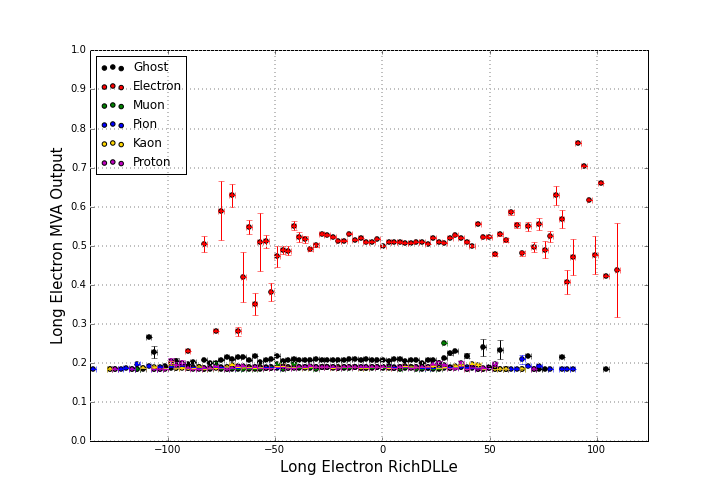 1.0
0.9
0.8
0.7
0.6
0.5
0.4
0.3
0.2
0.1
0.0
Ghost
Electron
Muon
Pion
Kaon
Proton
Long Electron MVA Output
−100
−50
0
50
100
Long Electron RichDLLe